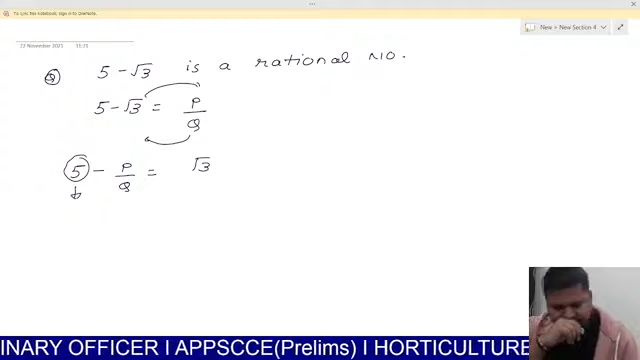 To sync this notebook, sign in to OneNote.
New > New Section 4
22 November 2021 11:21
Q 5 - √3 is a rational NO.
5 - √3 = P/Q
5 - P/Q = √3
INARY OFFICER I APPSCCE(Prelims) I HORTICULTURE